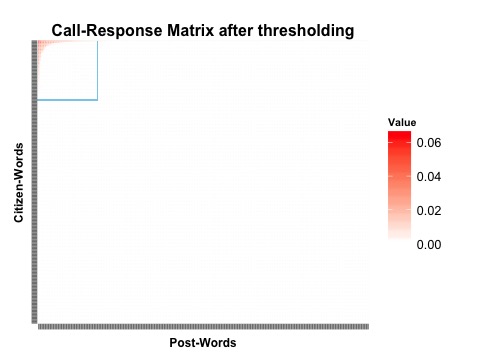 Call-Response Matrix after thresholding
Citizen-Words
Post-Words
Value
0.06
0.04
0.02
0.00